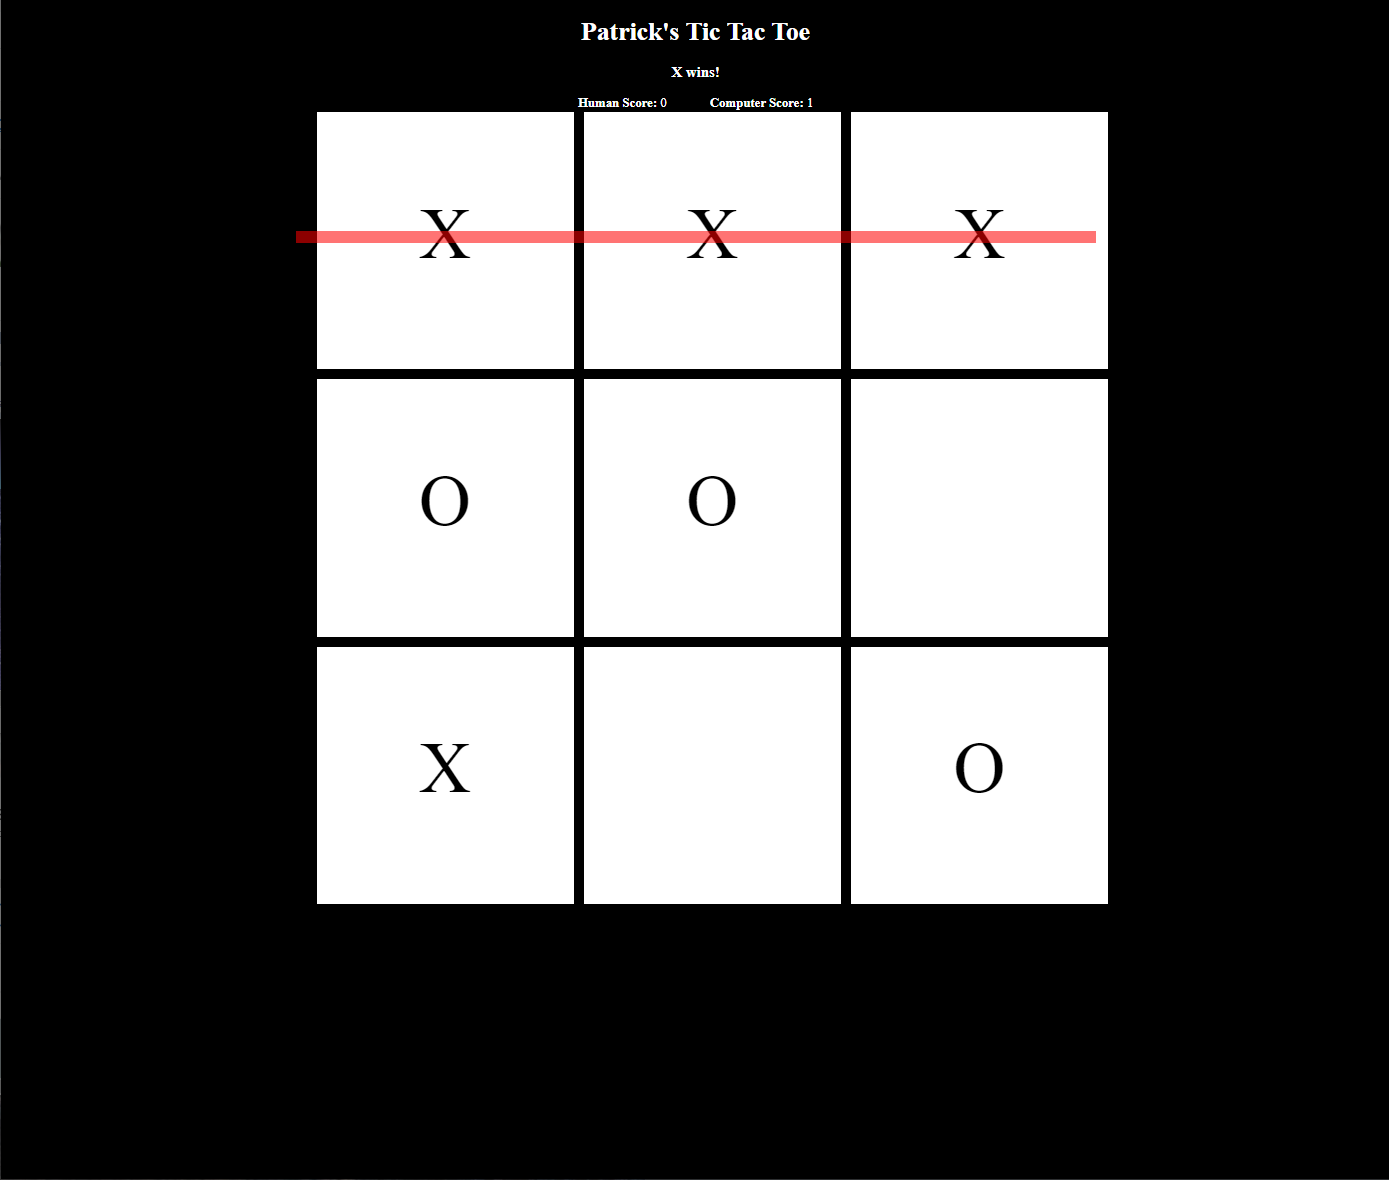 Patrick's Tic Tac Toe
X wins!
Human Score: 0 Computer Score: 1
X X X
O O
X O